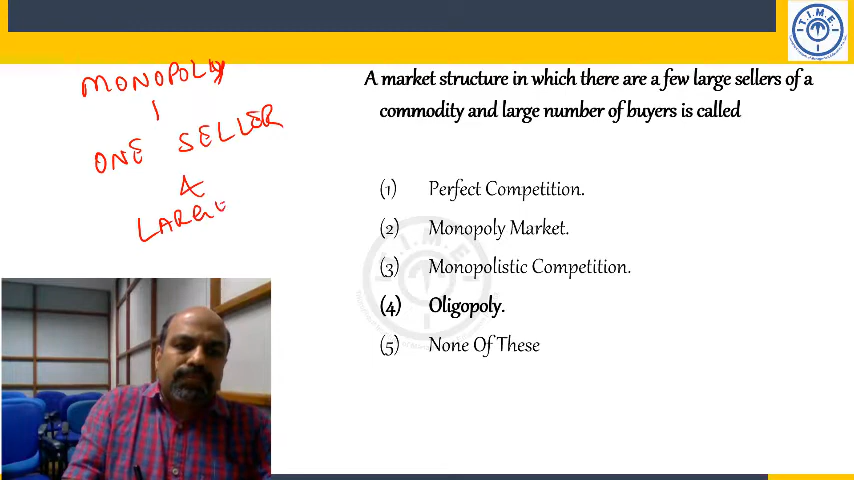 T.I.M.E.
A market structure in which there are a few large sellers of a
commodity and large number of buyers is called
MONOPOLY
ONE SELLER
&
LARGE
(1) Perfect Competition.
(2) Monopoly Market.
(3) Monopolistic Competition.
(4) Oligopoly.
(5) None Of These